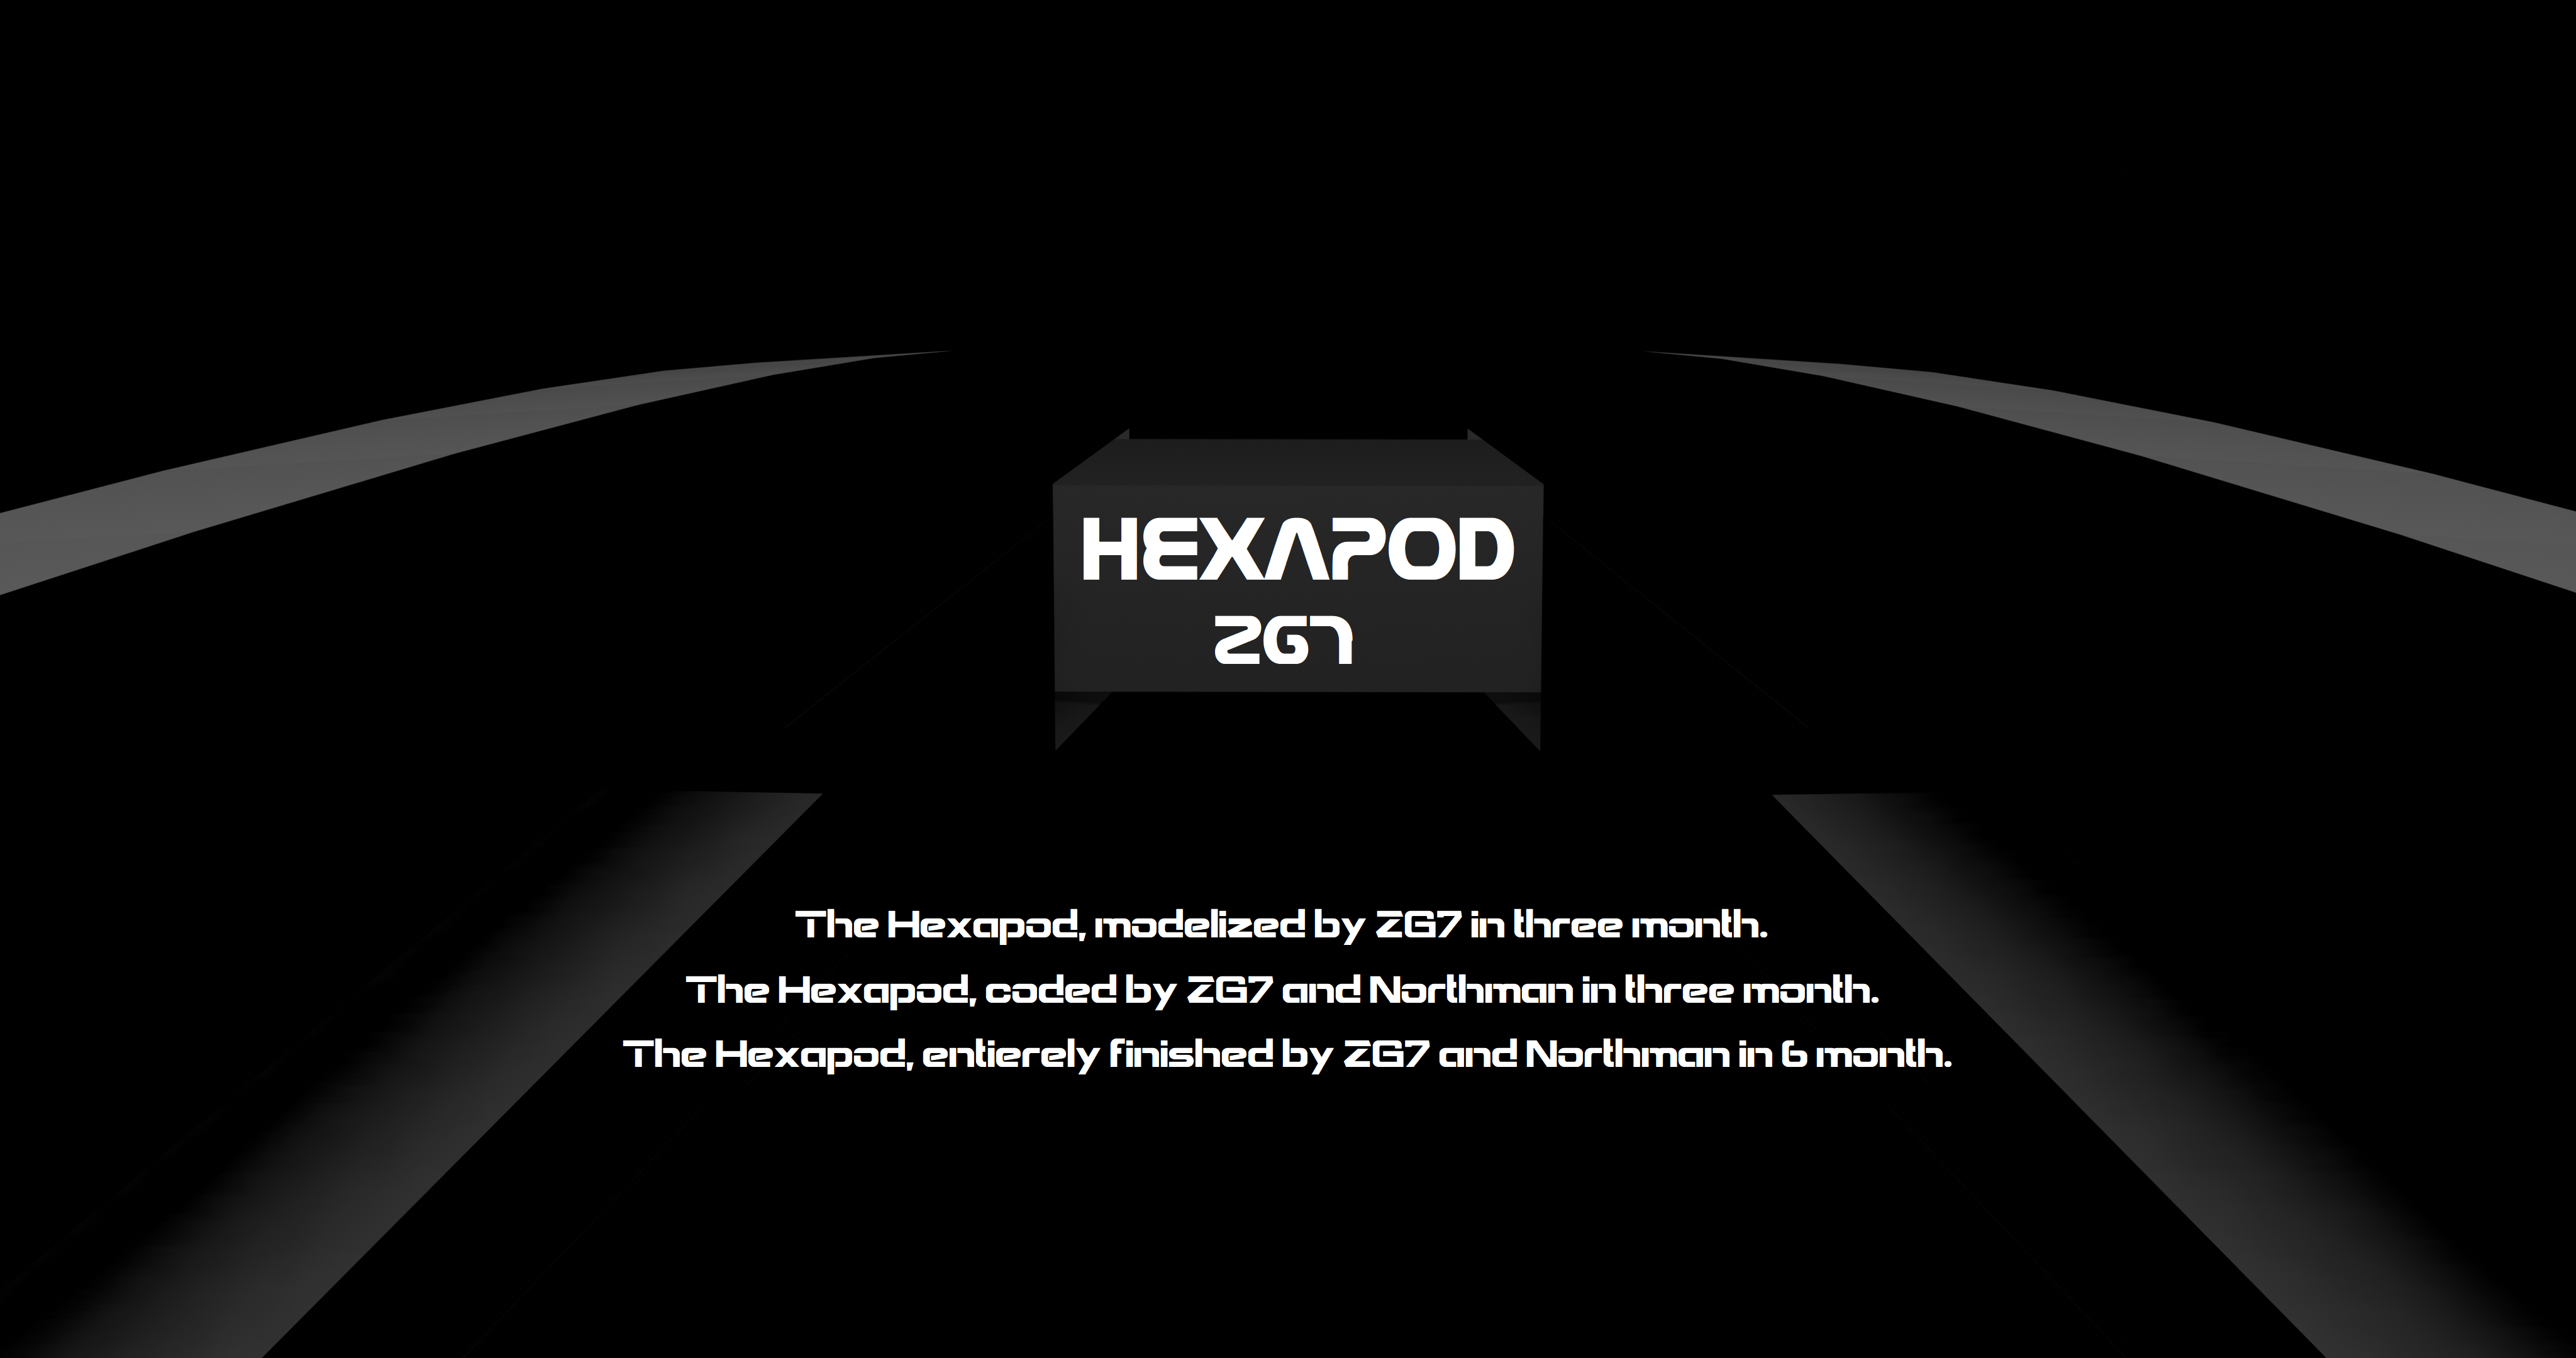 HEXAPOD
ZG7
The Hexapod, modelized by ZG7 in three month.
The Hexapod, coded by ZG7 and Northman in three month.
The Hexapod, entierely finished by ZG7 and Northman in 6 month.